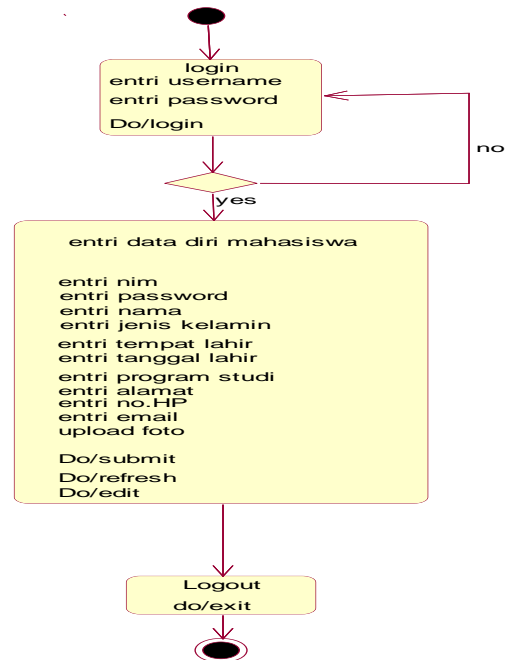 login
entri username
entri password
Do/login
no
yes
entri data diri mahasiswa
entri nim
entri password
entri nama
entri jenis kelamin
entri tempat lahir
entri tanggal lahir
entri program studi
entri alamat
entri no.HP
entri email
upload foto
Do/submit
Do/refresh
Do/edit
Logout
do/exit